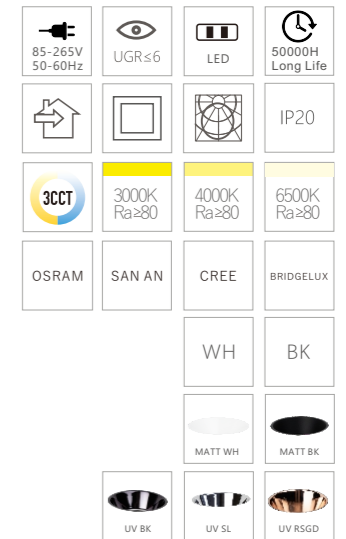 85-265V
50-60Hz
UGR≤6
LED
50000H
Long Life
IP20
3CCT
3000K
Ra≥80
4000K
Ra≥80
6500K
Ra≥80
OSRAM
SAN AN
CREE
BRIDGELUX
WH
BK
MATT WH
MATT BK
UV BK
UV SL
UV RSGD